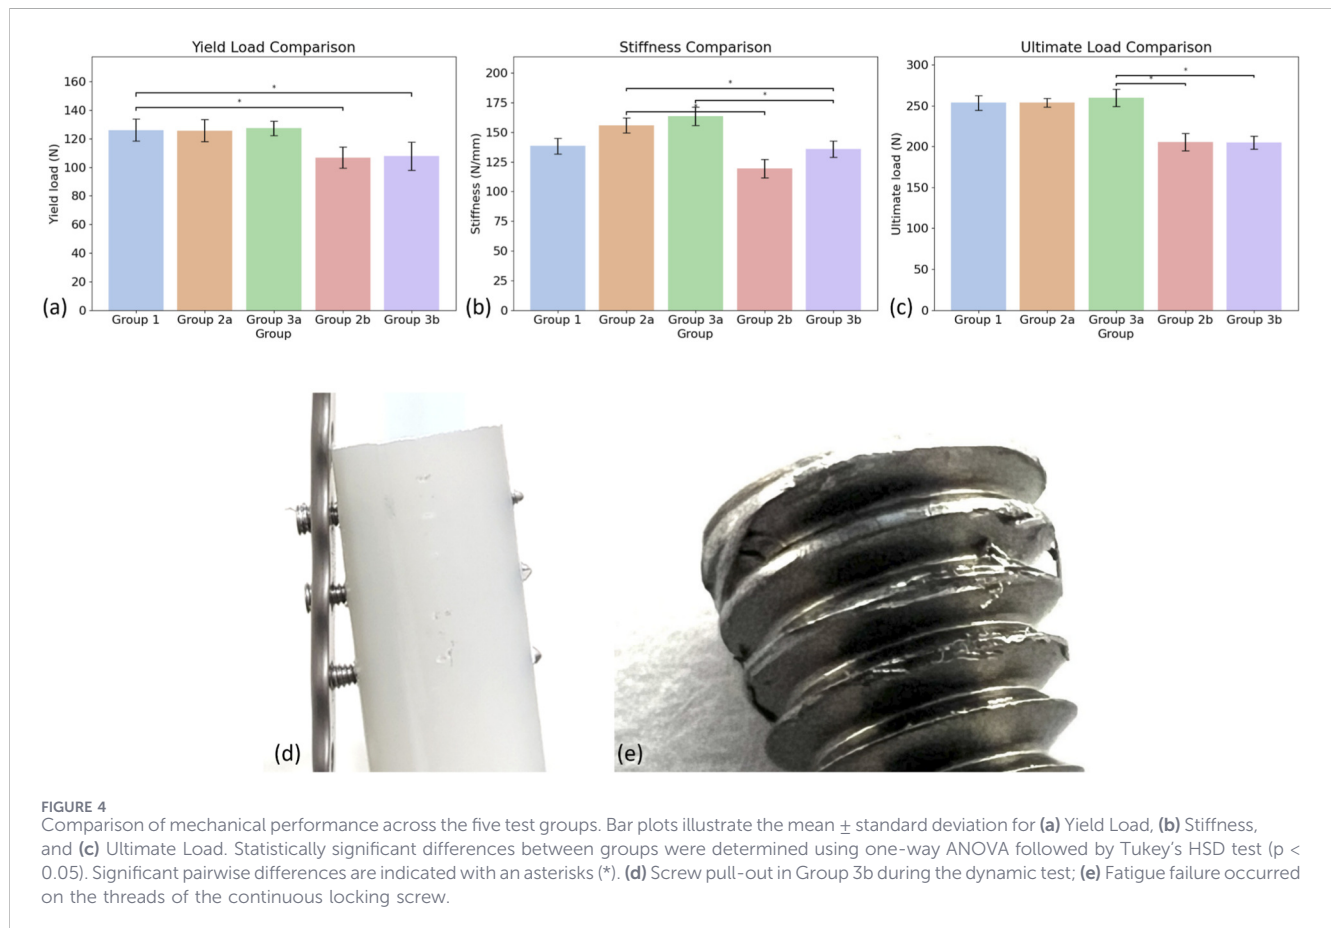 Yield Load Comparison
160
140
120
100
80
60
40
20
0
Yield load (N)
*
*
Group 1 Group 2a Group 3a Group 2b Group 3b
Group
(a)
Stiffness Comparison
200
175
150
125
100
75
50
25
0
Stiffness (N/mm)
*
*
*
Group 1 Group 2a Group 3a Group 2b Group 3b
Group
(b)
Ultimate Load Comparison
300
250
200
150
100
50
0
Ultimate load (N)
*
*
Group 1 Group 2a Group 3a Group 2b Group 3b
Group
(c)
(d)
(e)
FIGURE 4
Comparison of mechanical performance across the five test groups. Bar plots illustrate the mean ± standard deviation for (a) Yield Load, (b) Stiffness,
and (c) Ultimate Load. Statistically significant differences between groups were determined using one-way ANOVA followed by Tukey's HSD test (p <
0.05). Significant pairwise differences are indicated with an asterisks (*). (d) Screw pull-out in Group 3b during the dynamic test; (e) Fatigue failure occurred
on the threads of the continuous locking screw.